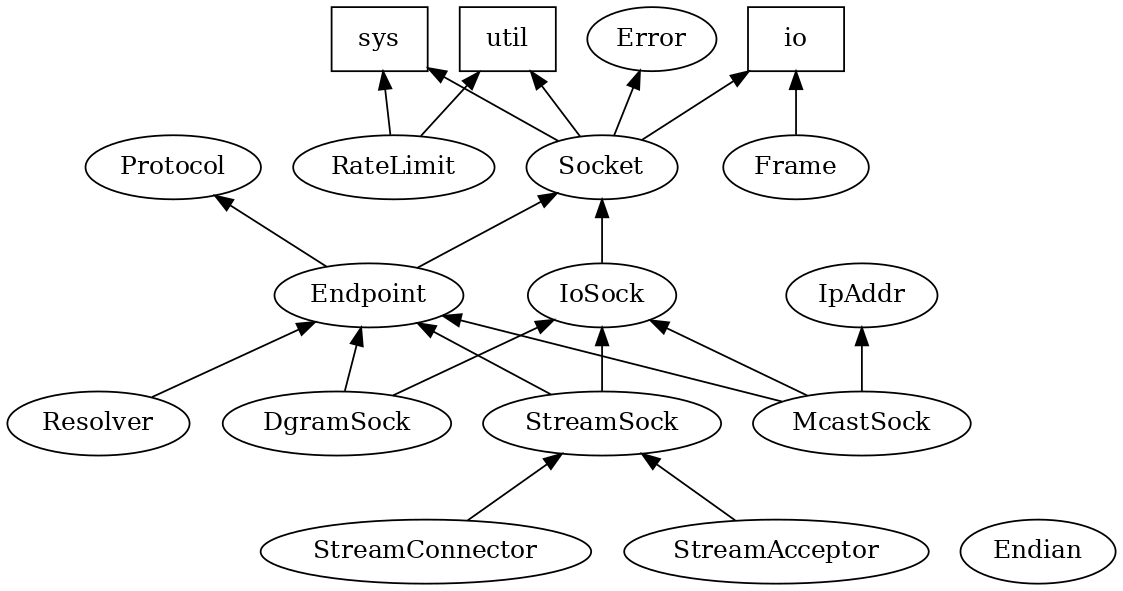 sys
util
Error
io
Protocol
RateLimit
Socket
Frame
Endpoint
IoSock
IpAddr
Resolver
DgramSock
StreamSock
McastSock
StreamConnector
StreamAcceptor
Endian